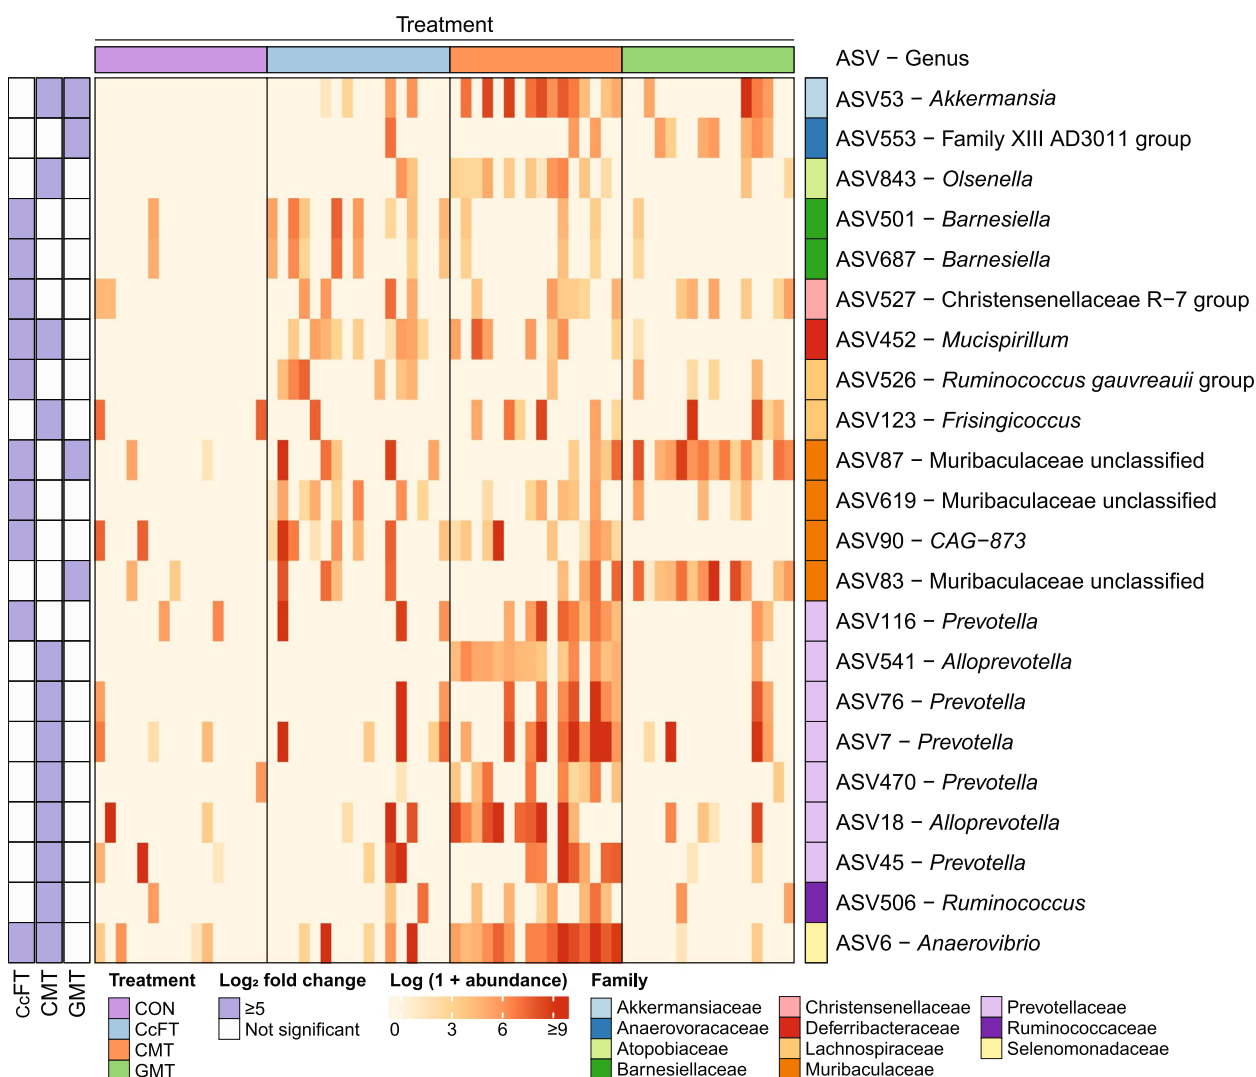 Treatment
ASV − Genus
ASV53 − Akkermansia
ASV553 − Family XIII AD3011 group
ASV843 − Olsenella
ASV501 − Barnesiella
ASV687 − Barnesiella
ASV527 − Christensenellaceae R−7 group
ASV452 − Mucispirillum
ASV526 − Ruminococcus gauvreauii group
ASV123 − Frisingicoccus
ASV87 − Muribaculaceae unclassified
ASV619 − Muribaculaceae unclassified
ASV90 − CAG−873
ASV83 − Muribaculaceae unclassified
ASV116 − Prevotella
ASV541 − Alloprevotella
ASV76 − Prevotella
ASV7 − Prevotella
ASV470 − Prevotella
ASV18 − Alloprevotella
ASV45 − Prevotella
ASV506 − Ruminococcus
ASV6 − Anaerovibrio
CcFT
CMT
GMT
Treatment
CON
CcFT
CMT
GMT
Log₂ fold change
≥5
Not significant
Log (1 + abundance)
0 3 6 ≥9
Family
Akkermansiaceae
Anaerovoracaceae
Atopobiaceae
Barnesiellaceae
Christensenellaceae
Deferribacteraceae
Lachnospiraceae
Muribaculaceae
Prevotellaceae
Ruminococcaceae
Selenomonadaceae